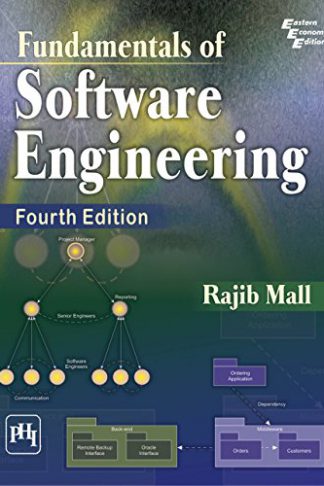 Eastern
Economy
Edition
Fundamentals of
Software
Engineering
Fourth Edition
Project Manager
Rajib Mall
Reporting
Senior Engineers
Software
Engineers
Communication
Ordering
Application
Dependency
Back-end
Middleware
Remote Backup
Interface
Oracle
Interface
Orders
Customers
PHI